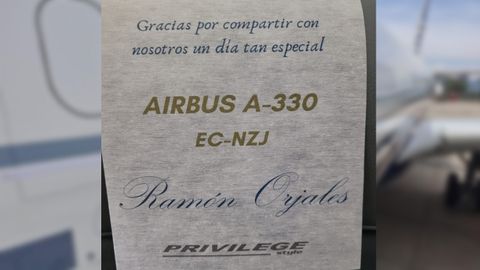 Gracias por compartir con
nosotros un día tan especial
AIRBUS A-330
EC-NZJ
Ramón Orjales
PRIVILEGE
style